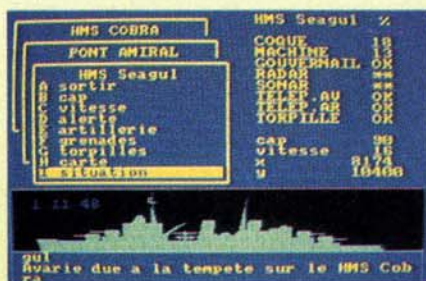 HMS COBRA
PONT AMIRAL
HMS Seagul
A sortir
B cap
C vitesse
D alerte
E artillerie
F grenades
G torpilles
H carte
I situation
HMS Seagul %
COQUE 18
MACHINE 13
GOUVERNAIL OK
RADAR **
SONAR **
TELEP.AV OK
TELEP.AR OK
TORPILLE OK
cap 90
vitesse 16
x 8174
y 10400
1 11 40
gul
Avarie due a la tempete sur le HMS Cob
ra